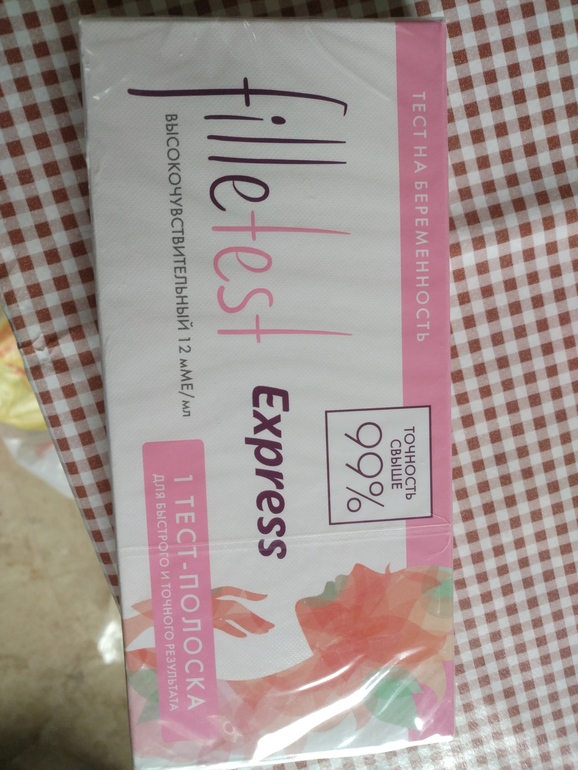 ТЕСТ НА БЕРЕМЕННОСТЬ
filletest
Express
ВЫСОКОЧУВСТВИТЕЛЬНЫЙ 12 мМЕ/мл
ТОЧНОСТЬ
СВЫШЕ
99%
1 ТЕСТ-ПОЛОСКА
ДЛЯ БЫСТРОГО И ТОЧНОГО РЕЗУЛЬТАТА